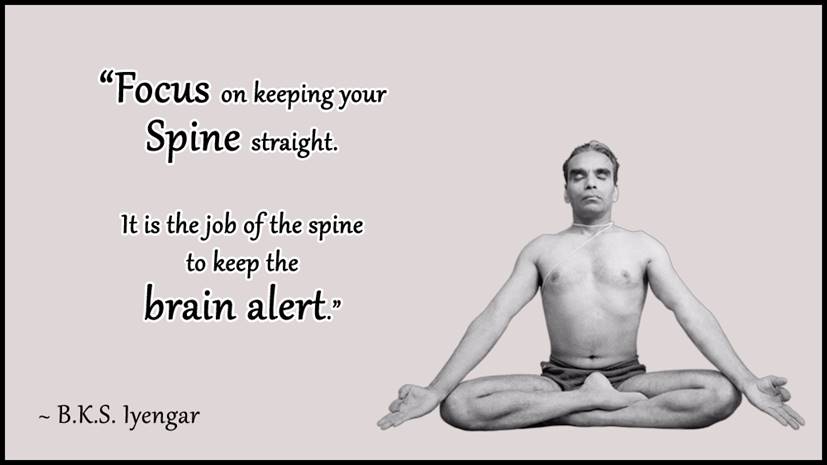 “Focus on keeping your
Spine straight.
It is the job of the spine
to keep the
brain alert.”
~ B.K.S. Iyengar